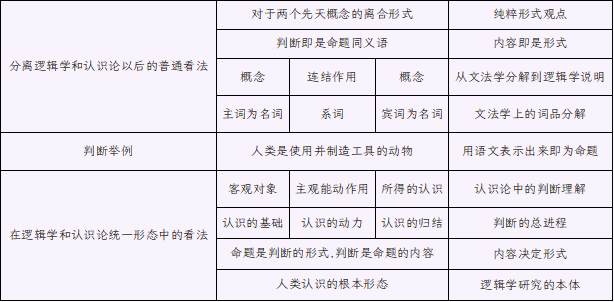 对于两个先天概念的离合形式 纯粹形式观点
判断即是命题同义语 内容即是形式
分离逻辑学和认识论以后的普通看法
概念 连结作用 概念 从文法学分解到逻辑学说明
主词为名词 系词 宾词为名词 文法学上的词品分解
判断举例 人类是使用并制造工具的动物 用语文表示出来即为命题
客观对象 主观能动作用 所得的认识 认识论中的判断理解
认识的基础 认识的动力 认识的归结 判断的总进程
在逻辑学和认识论统一形态中的看法
命题是判断的形式,判断是命题的内容 内容决定形式
人类认识的根本形态 逻辑学研究的本体